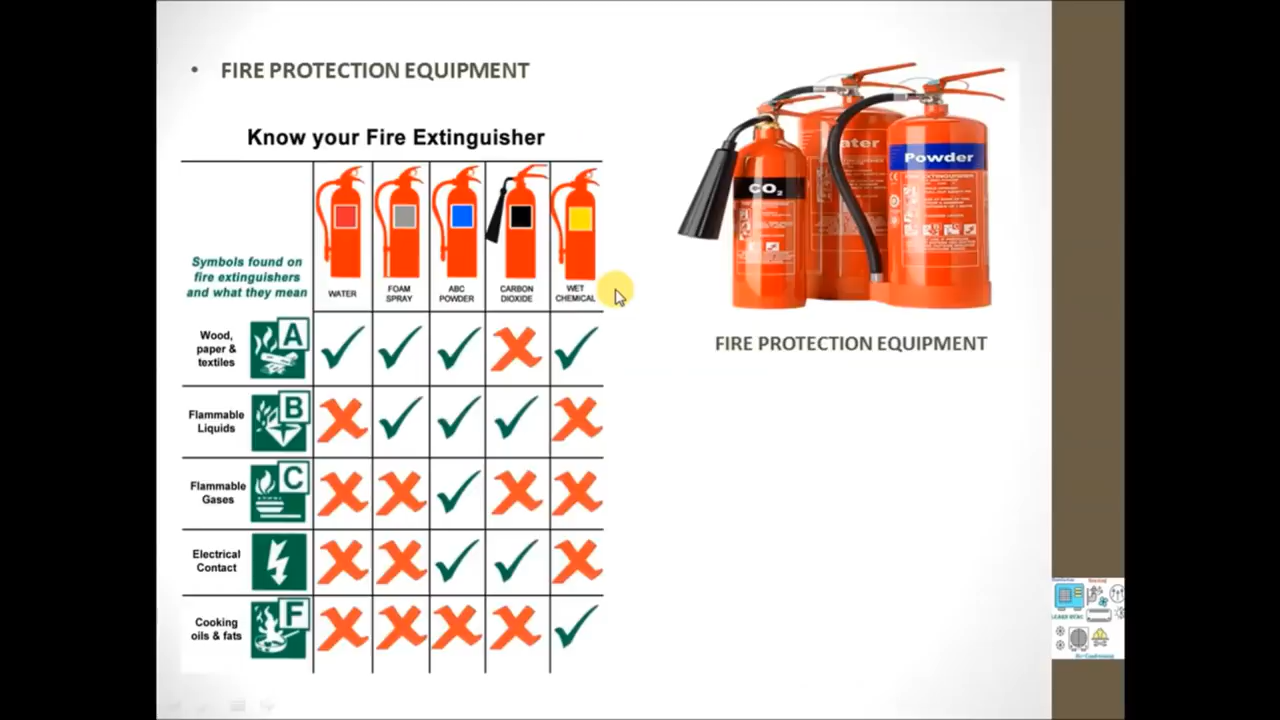 • FIRE PROTECTION EQUIPMENT
Know your Fire Extinguisher
Symbols found on
fire extinguishers
and what they mean
WATER
FOAM
SPRAY
ABC
POWDER
CARBON
DIOXIDE
WET
CHEMICAL
Wood,
paper &
textiles
A
Flammable
Liquids
B
Flammable
Gases
C
Electrical
Contact
Cooking
oils & fats
F
CO₂
ater
Powder
FIRE PROTECTION EQUIPMENT